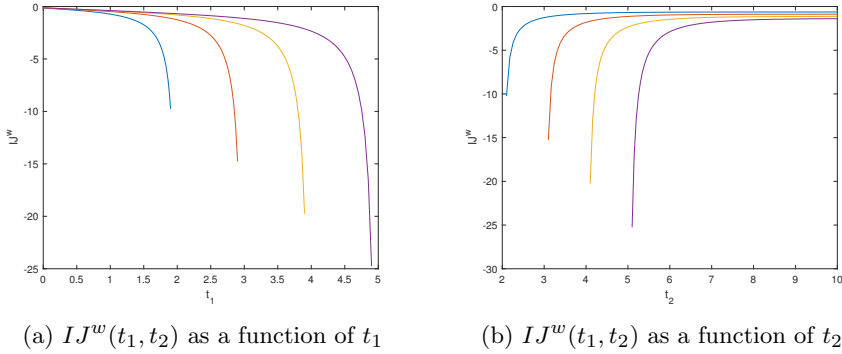 0
-5
-10
-15
-20
-25
IJ^w
0 0.5 1 1.5 2 2.5 3 3.5 4 4.5 5
t_1
0
-5
-10
-15
-20
-25
-30
IJ^w
2 3 4 5 6 7 8 9 10
t_2
(a) IJ^w(t_1, t_2) as a function of t_1
(b) IJ^w(t_1, t_2) as a function of t_2